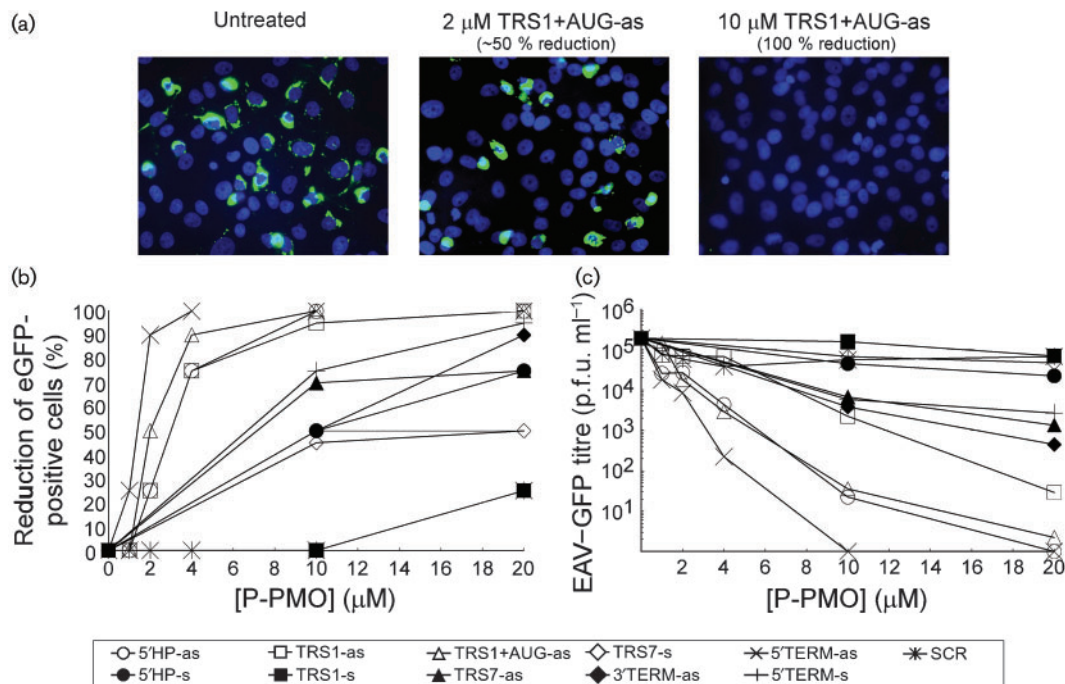 (a)
Untreated
2 μM TRS1+AUG-as
(~50 % reduction)
10 μM TRS1+AUG-as
(100 % reduction)
(b)
Reduction of eGFP-
positive cells (%)
100
90
80
70
60
50
40
30
20
10
0
0 2 4 6 8 10 12 14 16 18 20
[P-PMO] (μM)
(c)
EAV–GFP titre (p.f.u. ml⁻¹)
10⁶
10⁵
10⁴
10³
10²
10¹
2 4 6 8 10 12 14 16 18 20
[P-PMO] (μM)
5′HP-as TRS1-as TRS1+AUG-as TRS7-s 5′TERM-as SCR
5′HP-s TRS1-s TRS7-as 3′TERM-as 5′TERM-s